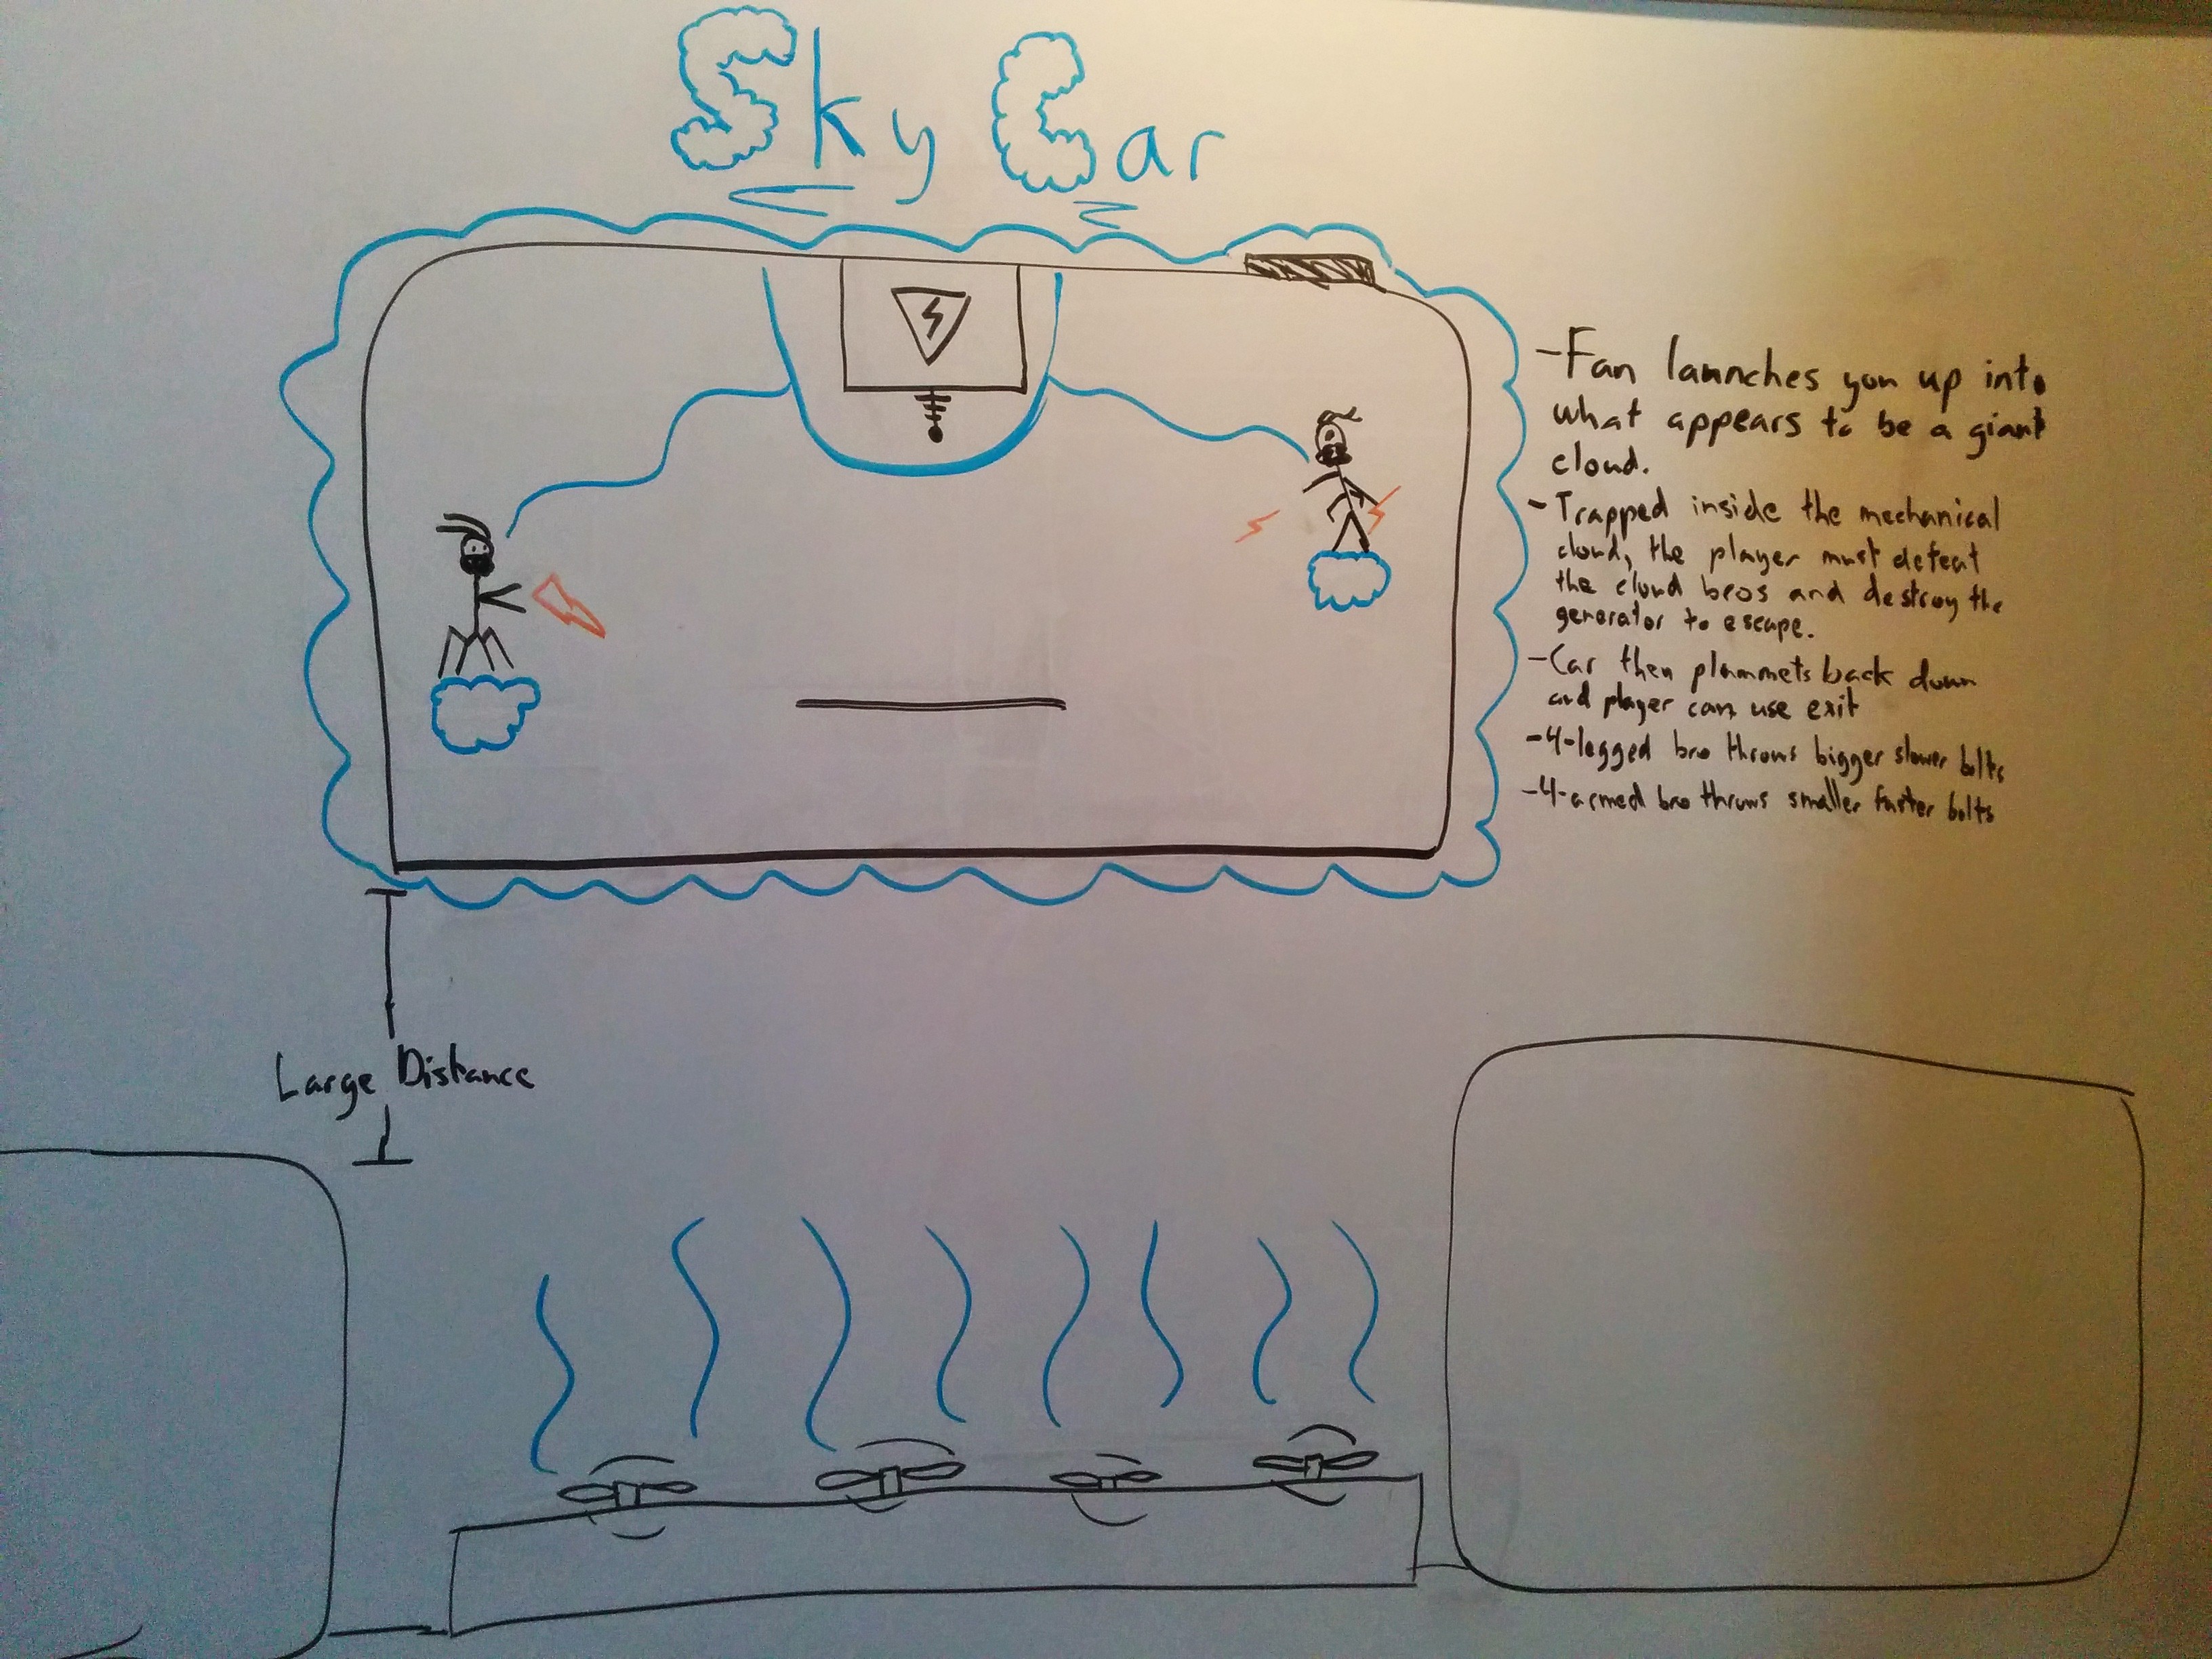 Sky Car
-Fan launches you up into
what appears to be a giant
cloud.
-Trapped inside the mechanical
cloud, the player must defeat
the cloud bros and destroy the
generator to escape.
-Car then plummets back down
and player can use exit
-4-legged bro throws bigger slower bolts
-4-armed bro throws smaller faster bolts
Large Distance